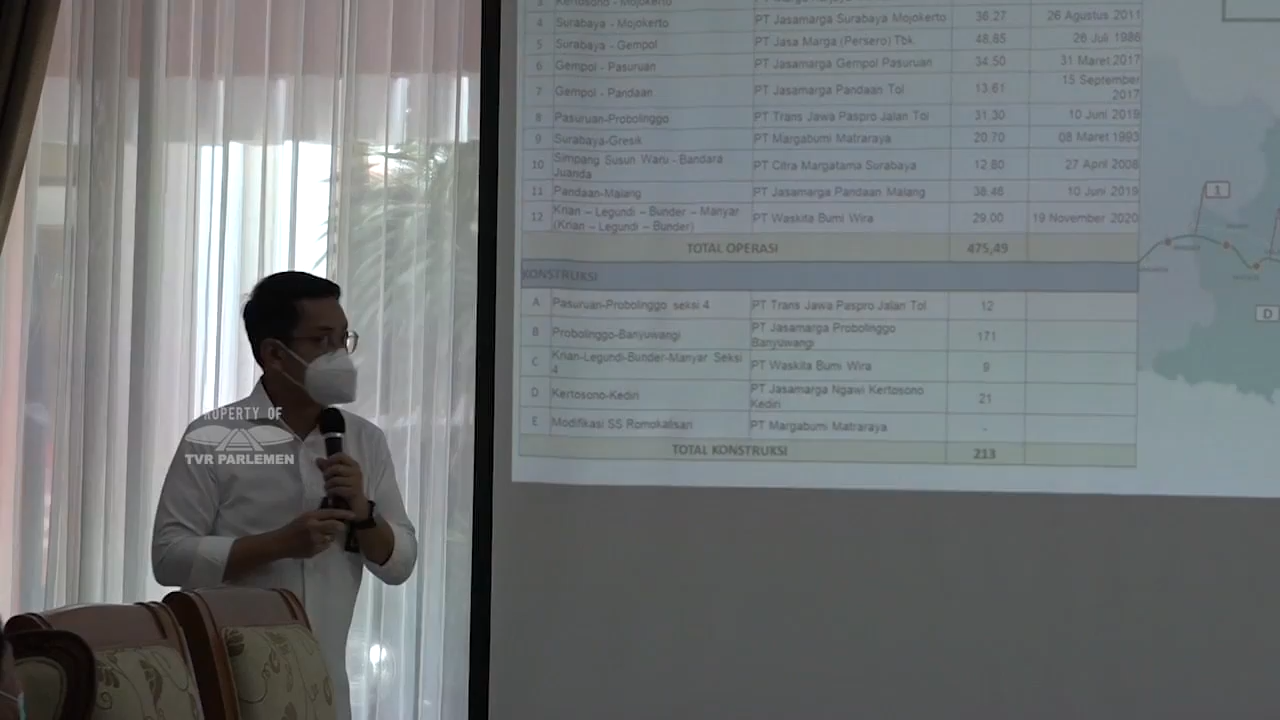 3 Kertosono - Mojokerto
4 Surabaya - Mojokerto PT Jasamarga Surabaya Mojokerto 36.27 26 Agustus 2011
5 Surabaya - Gempol PT Jasa Marga (Persero) Tbk 48,85 26 Juli 1986
6 Gempol - Pasuruan PT Jasamarga Gempol Pasuruan 34.50 31 Maret 2017
7 Gempol - Pandaan PT Jasamarga Pandaan Tol 13.61 15 September
2017
8 Pasuruan-Probolinggo PT Trans Jawa Paspro Jalan Tol 31,30 10 Juni 2019
9 Surabaya-Gresik PT Margabumi Matraraya 20.70 08 Maret 1993
10 Simpang Susun Waru - Bandara
Juanda PT Citra Margatama Surabaya 12.80 27 April 2008
11 Pandaan-Malang PT Jasamarga Pandaan Malang 38.46 10 Juni 2019
12 Krian – Legundi – Bunder – Manyar
(Krian – Legundi – Bunder) PT Waskita Bumi Wira 29.00 19 November 2020
TOTAL OPERASI 475,49
KONSTRUKSI
A Pasuruan-Probolinggo seksi 4 PT Trans Jawa Paspro Jalan Tol 12
B Probolinggo-Banyuwangi PT Jasamarga Probolinggo
Banyuwangi 171
C Krian-Legundi-Bunder-Manyar Seksi
4 PT Waskita Bumi Wira 9
D Kertosono-Kediri PT Jasamarga Ngawi Kertosono
Kediri 21
E Modifikasi SS Romokalisari PT Margabumi Matraraya -
TOTAL KONSTRUKSI 213
1
D
PROPERTY OF
TVR PARLEMEN